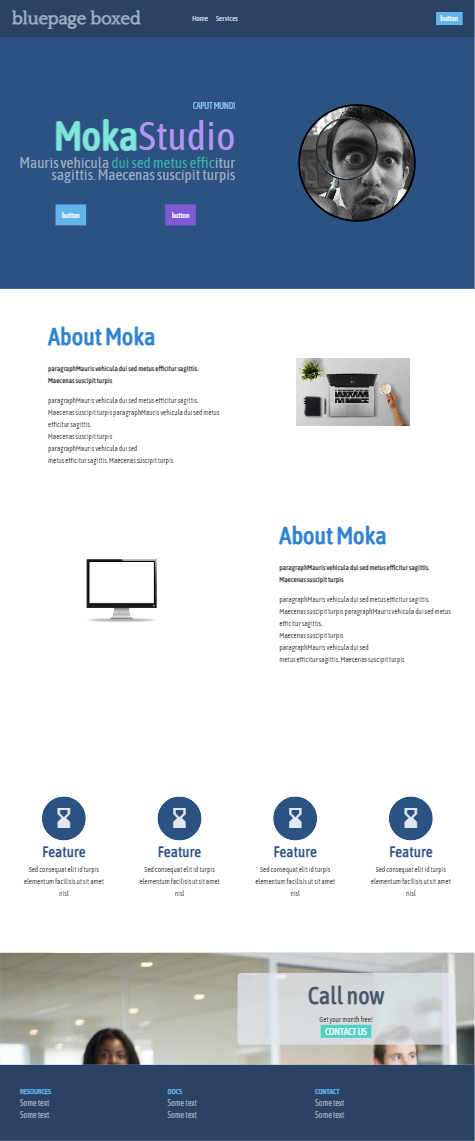 bluepage boxed
Home Services
button
CAPUT MUNDI
MokaStudio
Mauris vehicula dui sed metus efficitur
sagittis. Maecenas suscipit turpis
button button
About Moka
paragraphMauris vehicula dui sed metus efficitur sagittis.
Maecenas suscipit turpis
paragraphMauris vehicula dui sed metus efficitur sagittis.
Maecenas suscipit turpis paragraphMauris vehicula dui sed metus
efficitur sagittis.
Maecenas suscipit turpis
paragraphMauris vehicula dui sed
metus efficitur sagittis. Maecenas suscipit turpis
About Moka
paragraphMauris vehicula dui sed metus efficitur sagittis.
Maecenas suscipit turpis
paragraphMauris vehicula dui sed metus efficitur sagittis.
Maecenas suscipit turpis paragraphMauris vehicula dui sed metus
efficitur sagittis.
Maecenas suscipit turpis
paragraphMauris vehicula dui sed
metus efficitur sagittis. Maecenas suscipit turpis
Feature
Sed consequat elit id turpis
elementum facilisis ut sit amet
nisl.
Feature
Sed consequat elit id turpis
elementum facilisis ut sit amet
nisl.
Feature
Sed consequat elit id turpis
elementum facilisis ut sit amet
nisl.
Feature
Sed consequat elit id turpis
elementum facilisis ut sit amet
nisl.
Call now
Get your month free!
CONTACT US
RESOURCES
Some text
Some text
DOCS
Some text
Some text
CONTACT
Some text
Some text